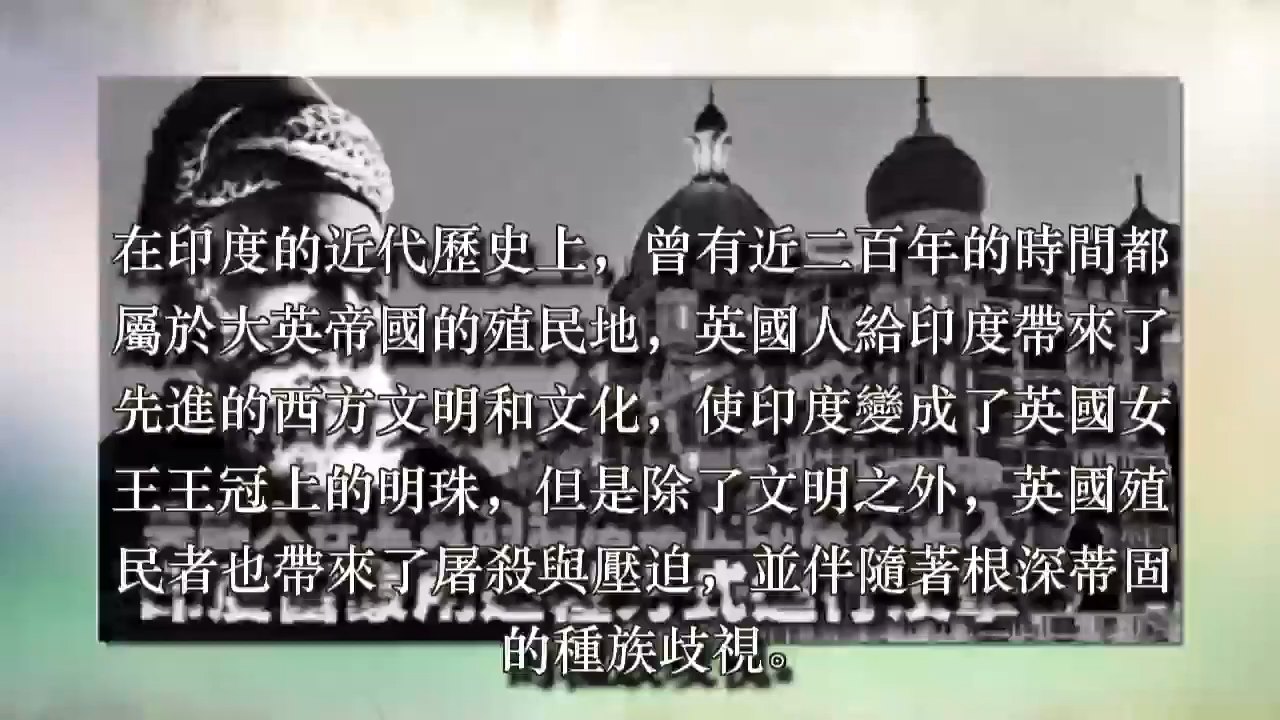 在印度的近代歷史上，曾有近二百年的時間都
屬於大英帝國的殖民地，英國人給印度帶來了
先進的西方文明和文化，使印度變成了英國女
王王冠上的明珠，但是除了文明之外，英國殖
民者也帶來了屠殺與壓迫，並伴隨著根深蒂固
的種族歧視。